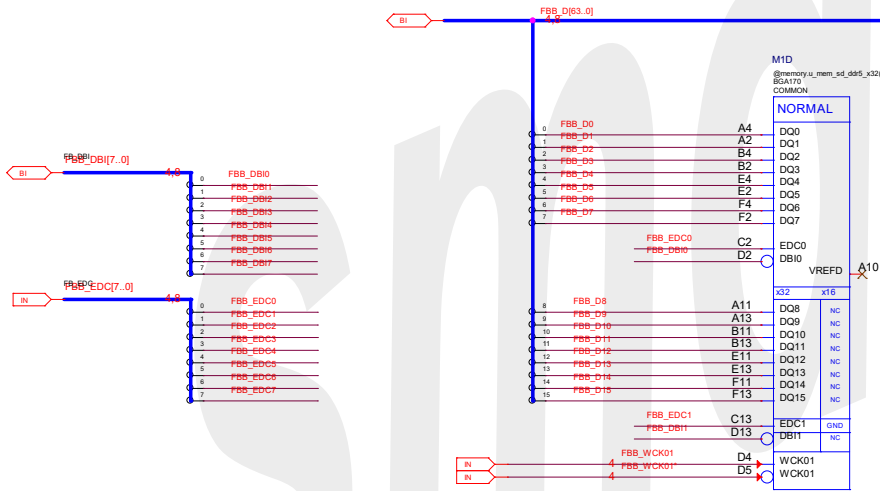 BI
FBB_D[63..0]
4,8
M1D
@memory.u_mem_sd_ddr5_x32(
BGA170
COMMON
NORMAL
0 FBB_D0 A4 DQ0
1 FBB_D1 A2 DQ1
2 FBB_D2 B4 DQ2
3 FBB_D3 B2 DQ3
4 FBB_D4 E4 DQ4
5 FBB_D5 E2 DQ5
6 FBB_D6 F4 DQ6
7 FBB_D7 F2 DQ7
FBB_EDC0 C2 EDC0
FBB_DBI0 D2 DBI0
VREFD A10
x32 x16
8 FBB_D8 A11 DQ8 NC
9 FBB_D9 A13 DQ9 NC
10 FBB_D10 B11 DQ10 NC
11 FBB_D11 B13 DQ11 NC
12 FBB_D12 E11 DQ12 NC
13 FBB_D13 E13 DQ13 NC
14 FBB_D14 F11 DQ14 NC
15 FBB_D15 F13 DQ15 NC
FBB_EDC1 C13 EDC1 GND
FBB_DBI1 D13 DBI1 NC
IN 4 FBB_WCK01 D4 WCK01
IN 4 FBB_WCK01* D5 WCK01
FB_DBI
BI FBB_DBI[7..0] 4,8
0 FBB_DBI0
1 FBB_DBI1
2 FBB_DBI2
3 FBB_DBI3
4 FBB_DBI4
5 FBB_DBI5
6 FBB_DBI6
7 FBB_DBI7
FB_EDC
IN FBB_EDC[7..0] 4,8
0 FBB_EDC0
1 FBB_EDC1
2 FBB_EDC2
3 FBB_EDC3
4 FBB_EDC4
5 FBB_EDC5
6 FBB_EDC6
7 FBB_EDC7